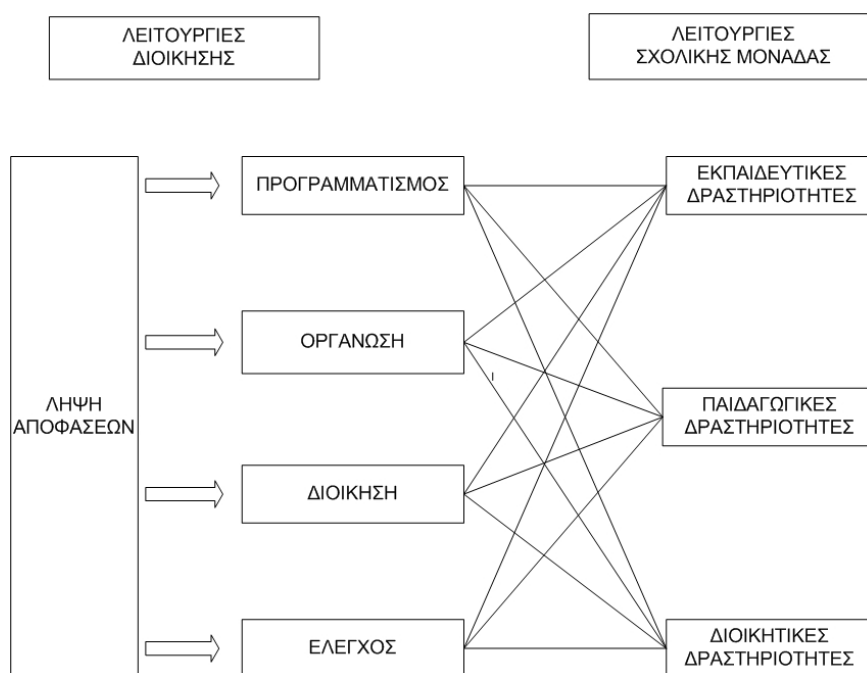 ΛΕΙΤΟΥΡΓΙΕΣ
ΔΙΟΙΚΗΣΗΣ
ΛΕΙΤΟΥΡΓΙΕΣ
ΣΧΟΛΙΚΗΣ ΜΟΝΑΔΑΣ
ΛΗΨΗ
ΑΠΟΦΑΣΕΩΝ
ΠΡΟΓΡΑΜΜΑΤΙΣΜΟΣ
ΟΡΓΑΝΩΣΗ
ΔΙΟΙΚΗΣΗ
ΕΛΕΓΧΟΣ
ΕΚΠΑΙΔΕΥΤΙΚΕΣ
ΔΡΑΣΤΗΡΙΟΤΗΤΕΣ
ΠΑΙΔΑΓΩΓΙΚΕΣ
ΔΡΑΣΤΗΡΙΟΤΗΤΕΣ
ΔΙΟΙΚΗΤΙΚΕΣ
ΔΡΑΣΤΗΡΙΟΤΗΤΕΣ